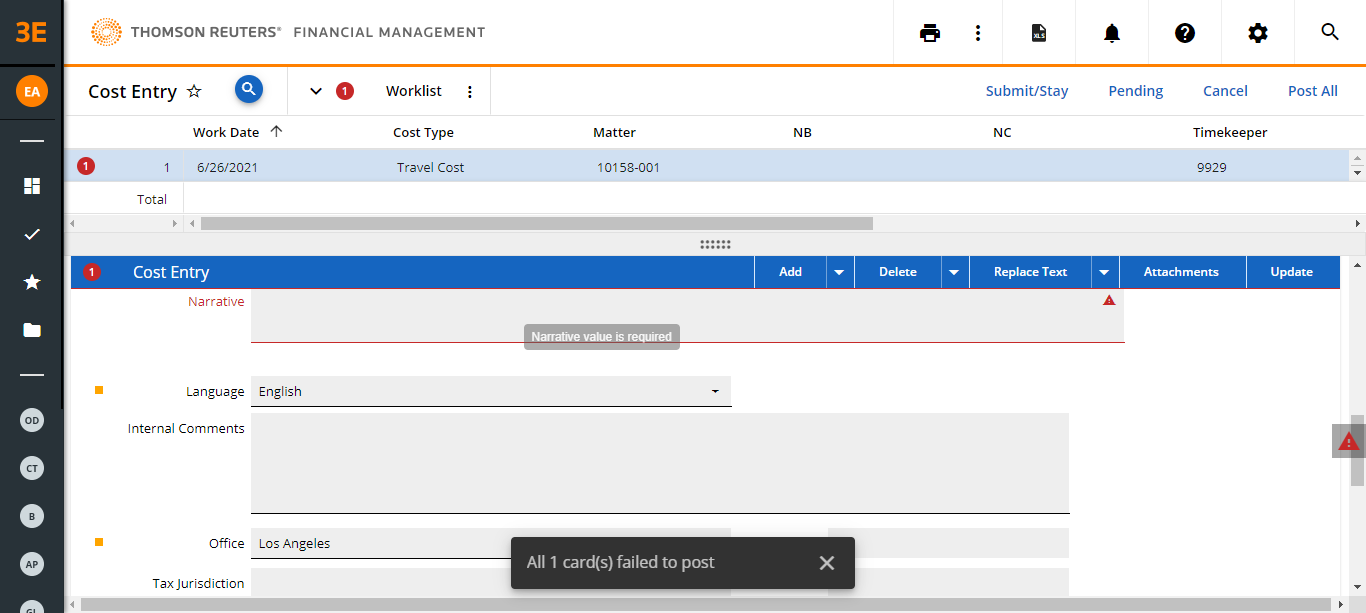 3E
THOMSON REUTERS® FINANCIAL MANAGEMENT
XLS
EA
Cost Entry
1
Worklist
Submit/Stay
Pending
Cancel
Post All
Work Date
Cost Type
Matter
NB
NC
Timekeeper
1
1
6/26/2021
Travel Cost
10158-001
9929
Total
1
Cost Entry
Add
Delete
Replace Text
Attachments
Update
Narrative
Narrative value is required
Language
English
Internal Comments
Office
Los Angeles
Tax Jurisdiction
All 1 card(s) failed to post
OD
CT
B
AP
GL